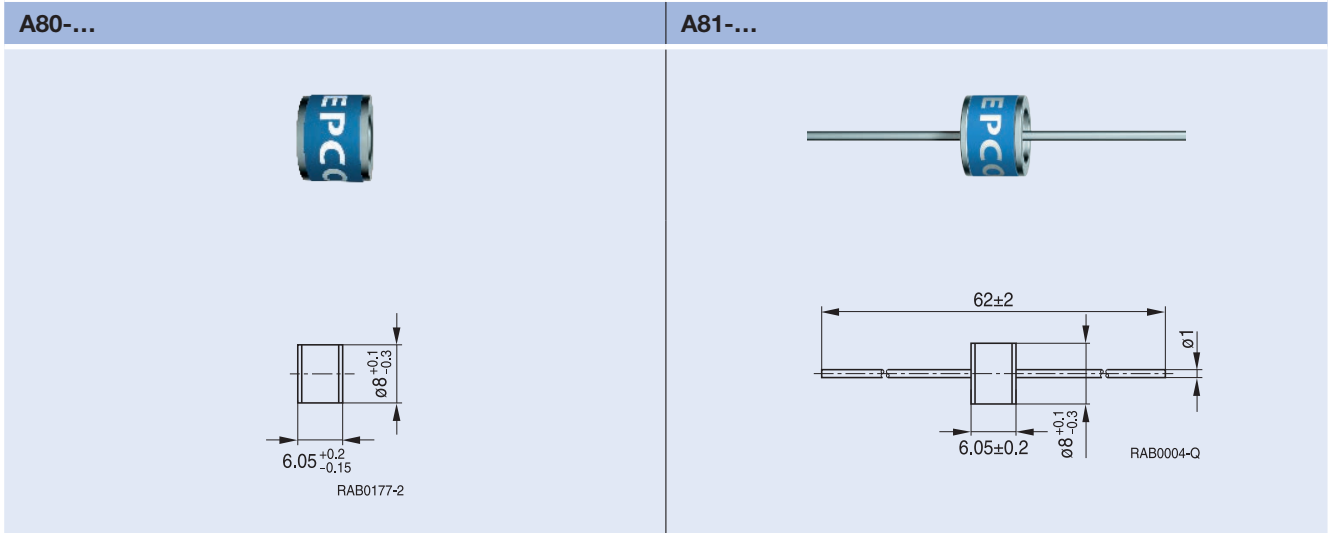 A80-...
A81-...
EPCO
EPCO
62±2
ø1
ø8 +0.1 -0.3
6.05 +0.2 -0.15
RAB0177-2
6.05±0.2
ø8 +0.1 -0.3
RAB0004-Q